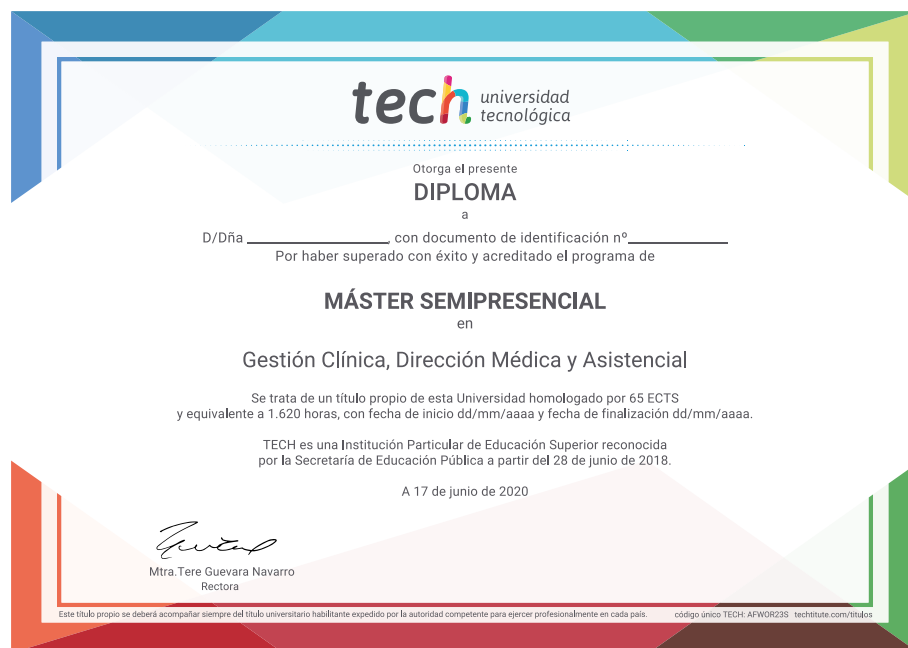 tech universidad
tecnológica
Otorga el presente
DIPLOMA
a
D/Dña ____________________, con documento de identificación nº______________
Por haber superado con éxito y acreditado el programa de
MÁSTER SEMIPRESENCIAL
en
Gestión Clínica, Dirección Médica y Asistencial
Se trata de un título propio de esta Universidad homologado por 65 ECTS
y equivalente a 1.620 horas, con fecha de inicio dd/mm/aaaa y fecha de finalización dd/mm/aaaa.
TECH es una Institución Particular de Educación Superior reconocida
por la Secretaría de Educación Pública a partir del 28 de junio de 2018.
A 17 de junio de 2020
Mtra.Tere Guevara Navarro
Rectora
Este título propio se deberá acompañar siempre del título universitario habilitante expedido por la autoridad competente para ejercer profesionalmente en cada país. código único TECH: AFWOR23S techtitute.com/titulos